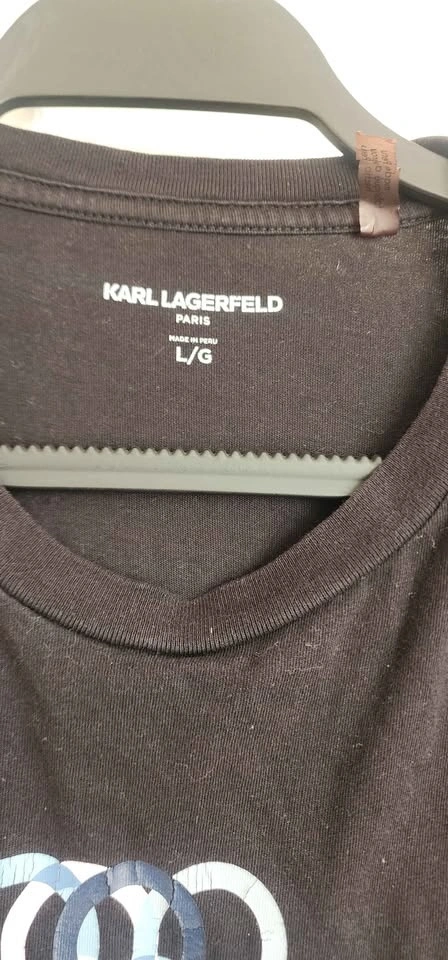 KARL LAGERFELD
PARIS
MADE IN PERU
L/G